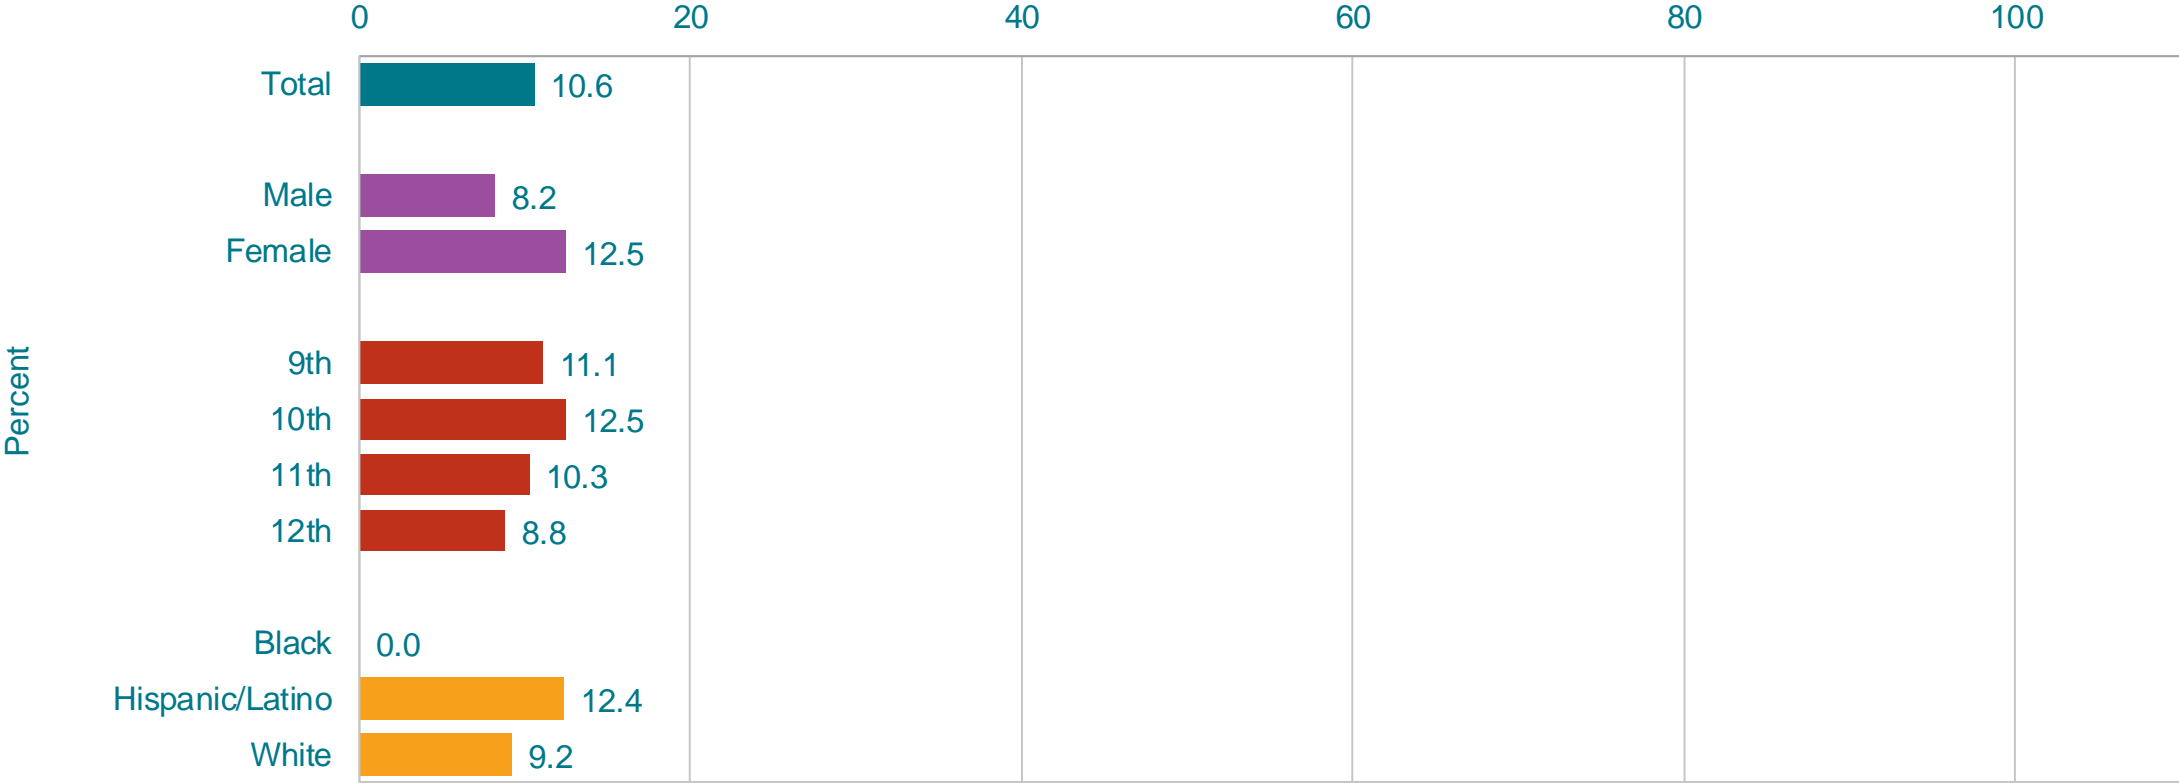 0 20 40 60 80 100
Total 10.6
Male 8.2
Female 12.5
Percent
9th 11.1
10th 12.5
11th 10.3
12th 8.8
Black 0.0
Hispanic/Latino 12.4
White 9.2